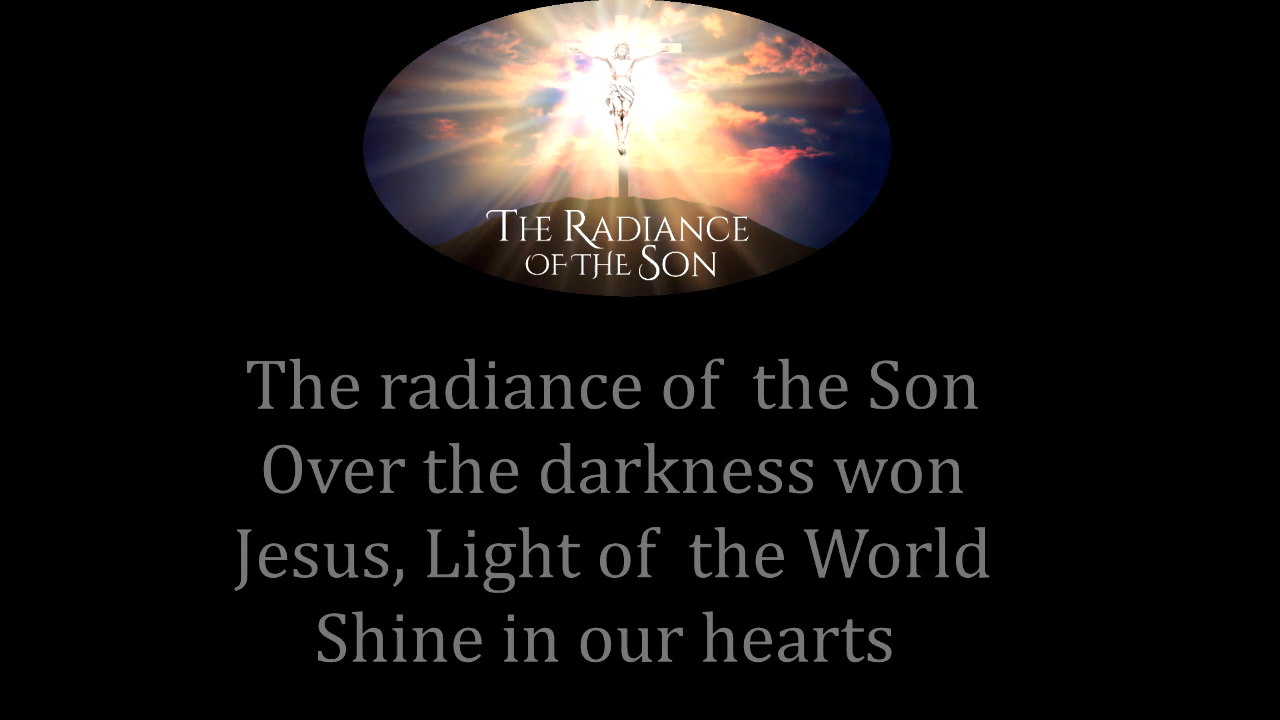 The Radiance
of the Son
The radiance of the Son
Over the darkness won
Jesus, Light of the World
Shine in our hearts